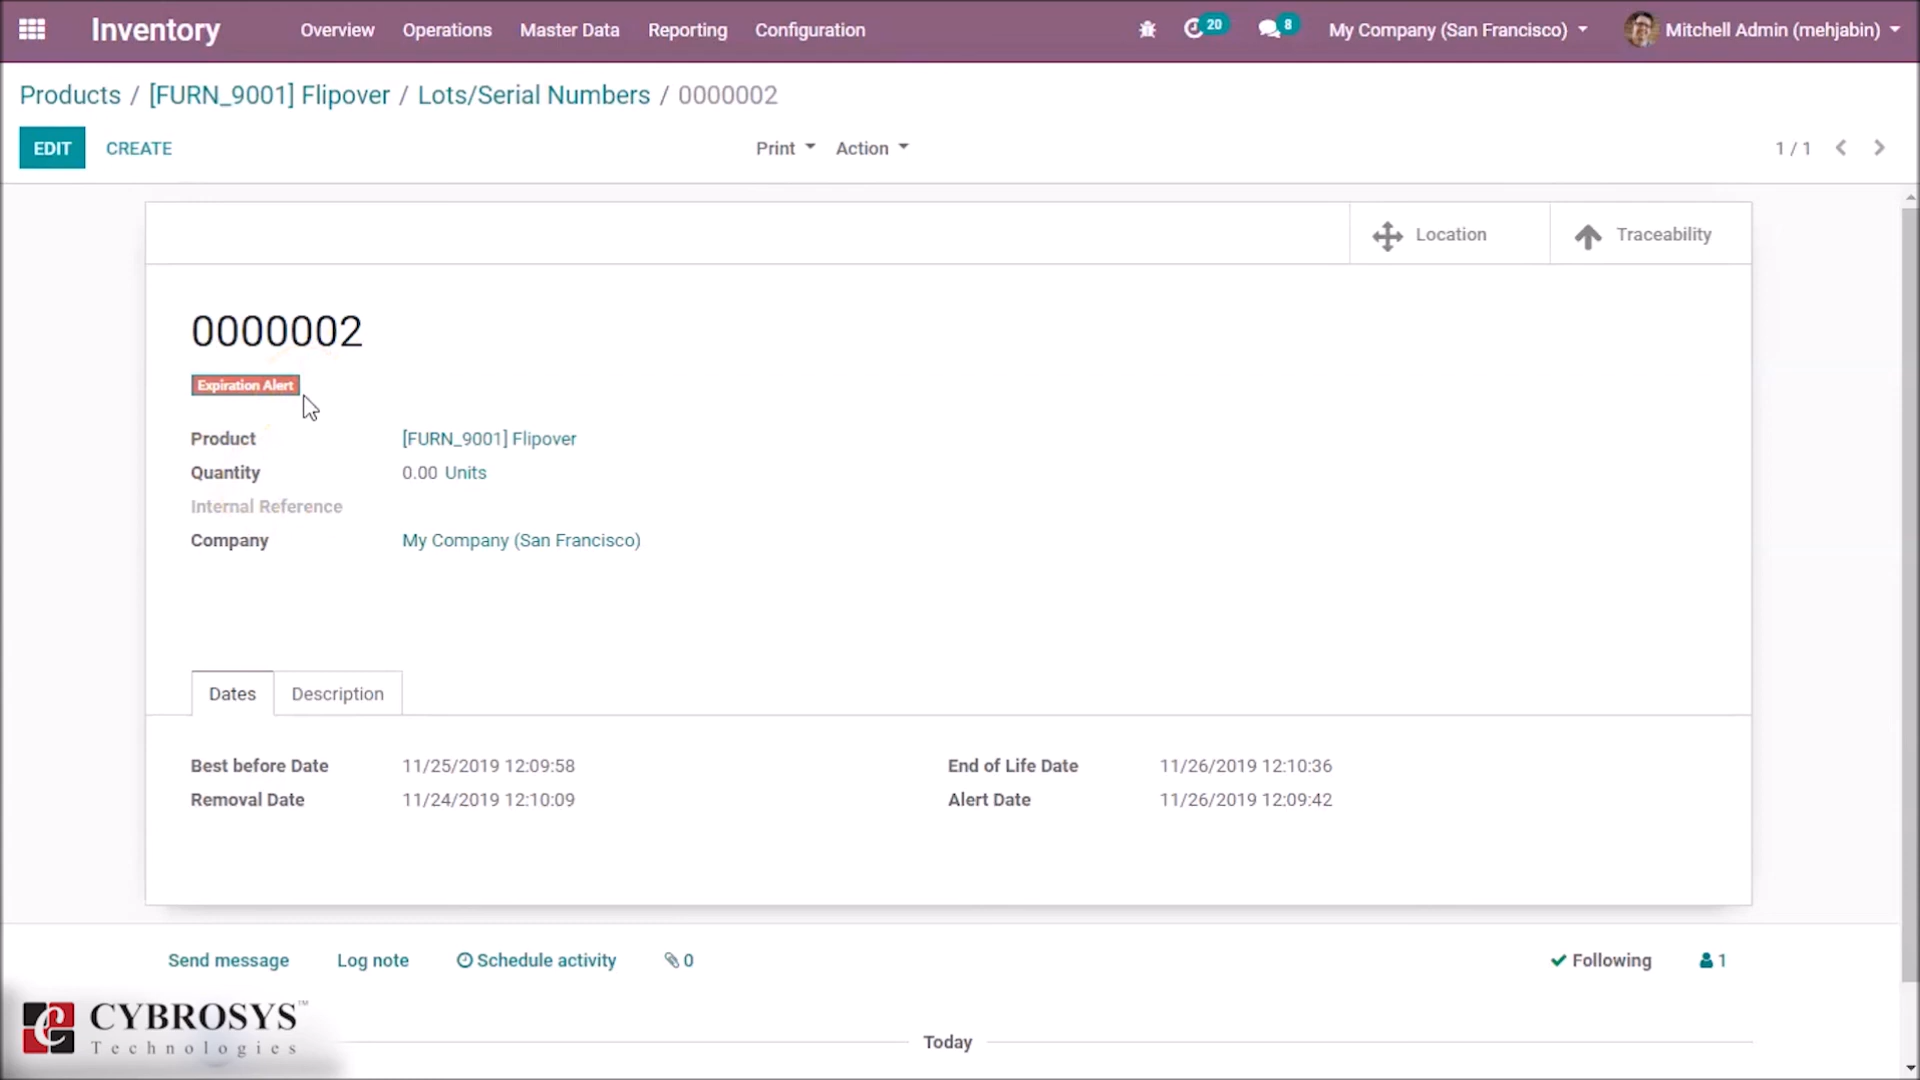 Inventory Overview Operations Master Data Reporting Configuration 20 8 My Company (San Francisco) Mitchell Admin (mehjabin)
Products / [FURN_9001] Flipover / Lots/Serial Numbers / 0000002
EDIT CREATE Print Action 1 / 1
Location Traceability
0000002
Expiration Alert
Product [FURN_9001] Flipover
Quantity 0.00 Units
Internal Reference
Company My Company (San Francisco)
Dates Description
Best before Date 11/25/2019 12:09:58 End of Life Date 11/26/2019 12:10:36
Removal Date 11/24/2019 12:10:09 Alert Date 11/26/2019 12:09:42
Send message Log note Schedule activity 0 Following 1
CYBROSYS™
Technologies
Today